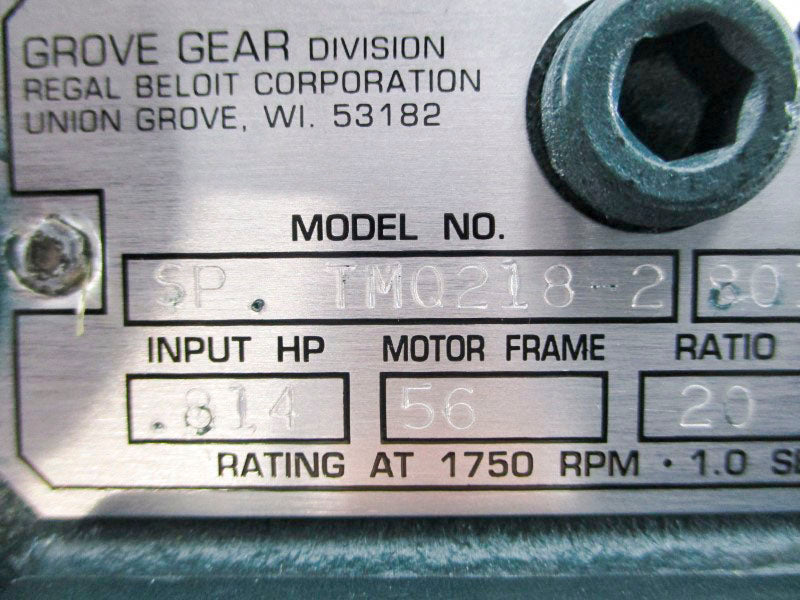 GROVE GEAR DIVISION
REGAL BELOIT CORPORATION
UNION GROVE, WI. 53182
MODEL NO.
SP. TMQ218-2
INPUT HP MOTOR FRAME RATIO
.814 56 20
RATING AT 1750 RPM • 1.0